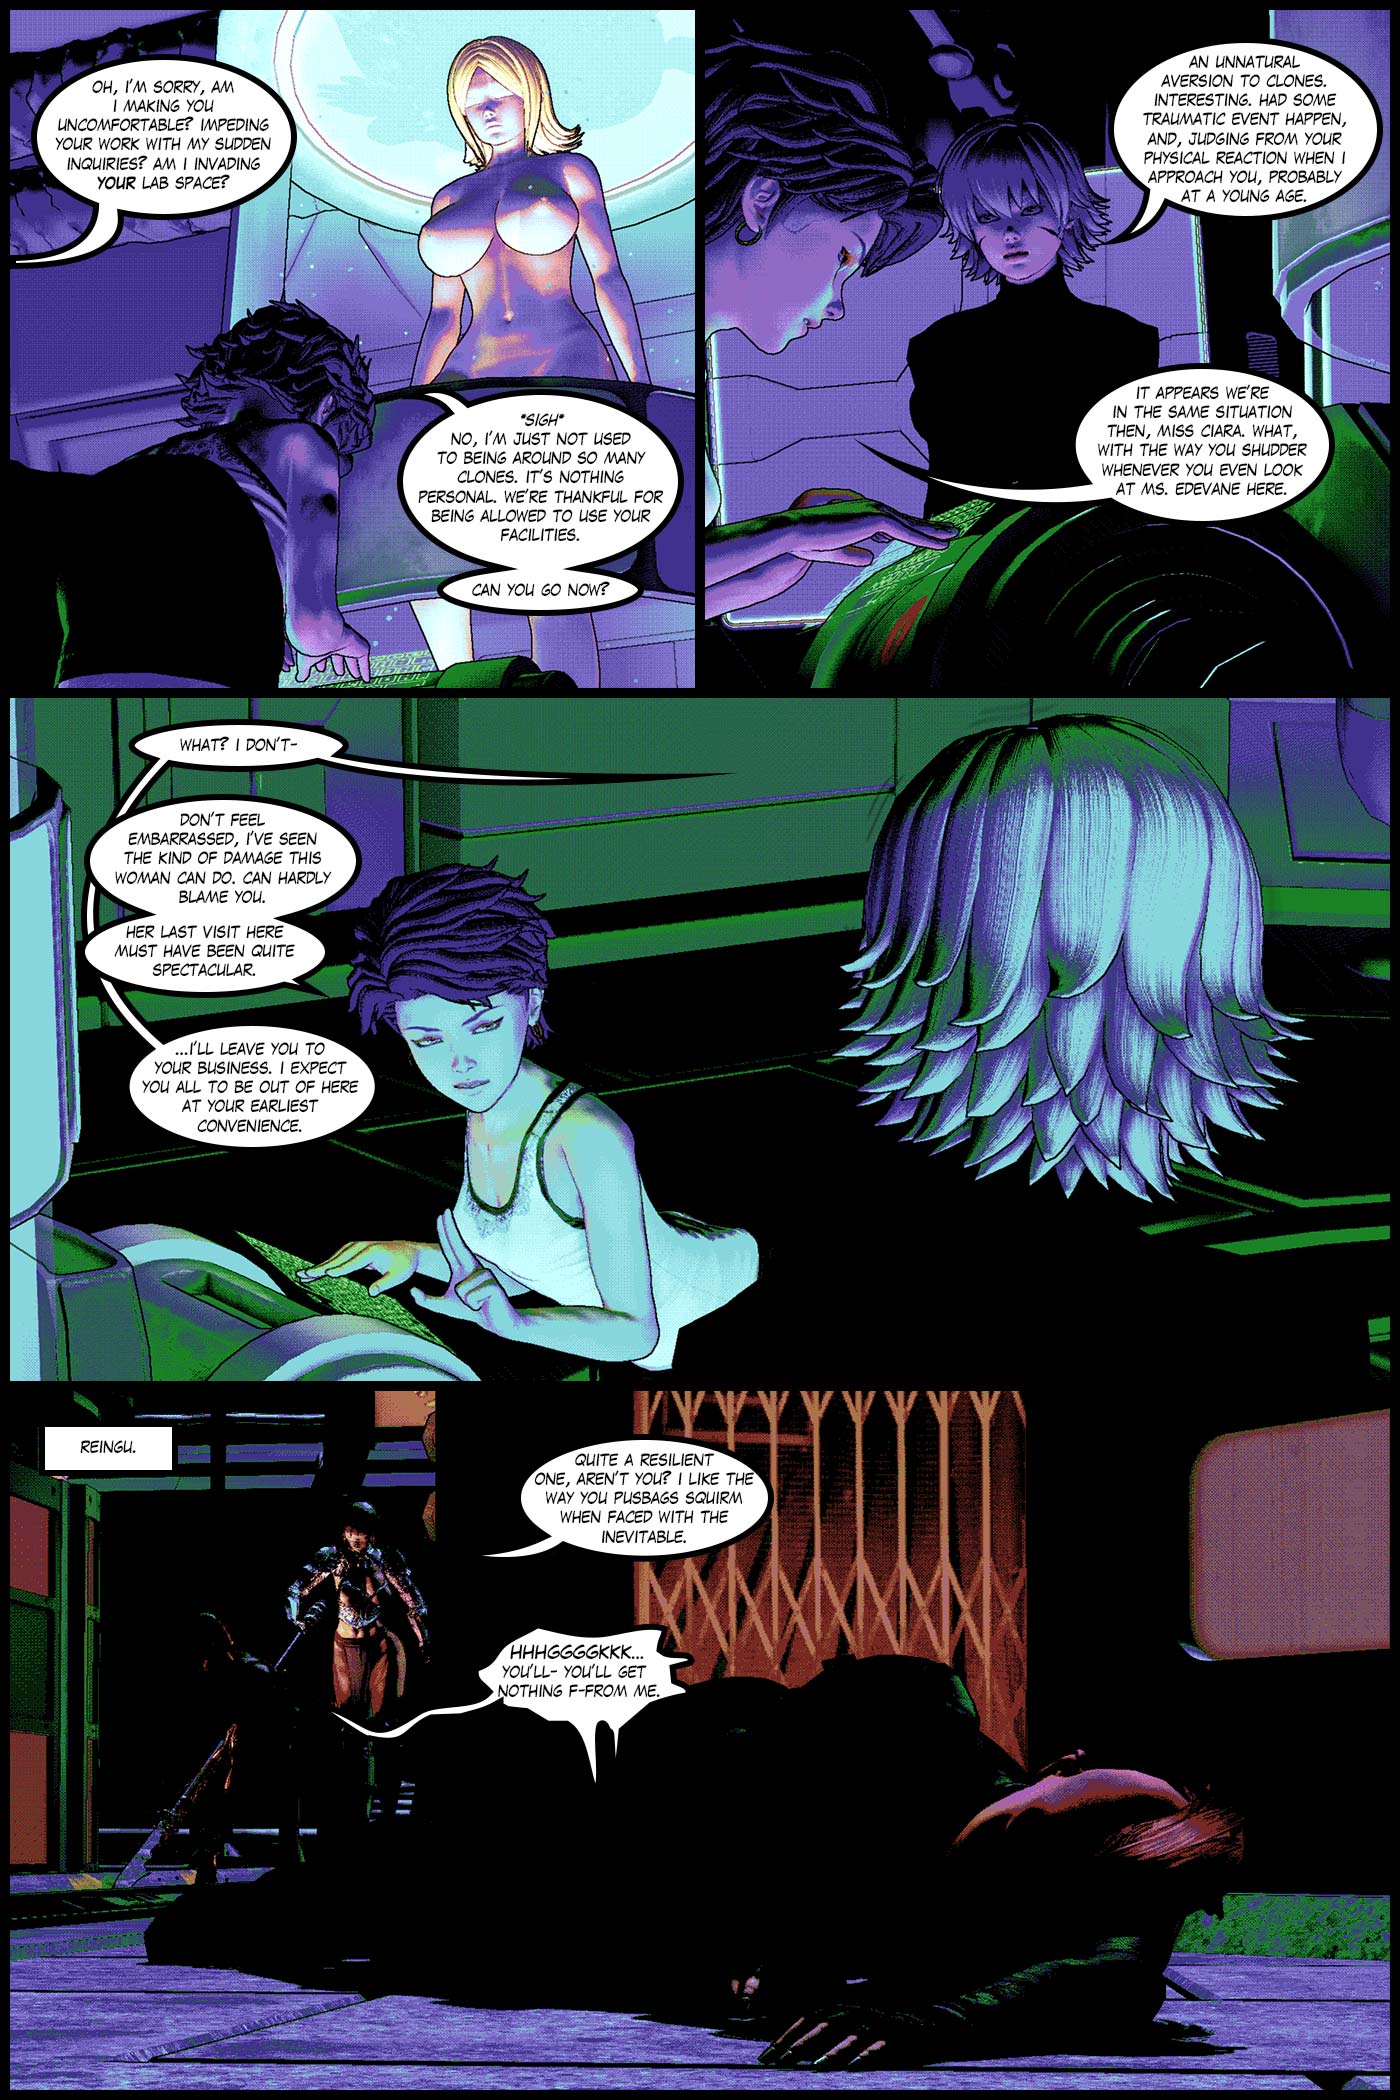 OH, I'M SORRY, AM
I MAKING YOU
UNCOMFORTABLE? IMPEDING
YOUR WORK WITH MY SUDDEN
INQUIRIES? AM I INVADING
YOUR LAB SPACE?
*SIGH*
NO, I'M JUST NOT USED
TO BEING AROUND SO MANY
CLONES. IT'S NOTHING
PERSONAL. WE'RE THANKFUL FOR
BEING ALLOWED TO USE YOUR
FACILITIES.
CAN YOU GO NOW?
AN UNNATURAL
AVERSION TO CLONES.
INTERESTING. HAD SOME
TRAUMATIC EVENT HAPPEN,
AND, JUDGING FROM YOUR
PHYSICAL REACTION WHEN I
APPROACH YOU, PROBABLY
AT A YOUNG AGE.
IT APPEARS WE'RE
IN THE SAME SITUATION
THEN, MISS CIARA. WHAT,
WITH THE WAY YOU SHUDDER
WHENEVER YOU EVEN LOOK
AT MS. EDEVANE HERE.
WHAT? I DON'T-
DON'T FEEL
EMBARRASSED, I'VE SEEN
THE KIND OF DAMAGE THIS
WOMAN CAN DO. CAN HARDLY
BLAME YOU.
HER LAST VISIT HERE
MUST HAVE BEEN QUITE
SPECTACULAR.
...I'LL LEAVE YOU TO
YOUR BUSINESS. I EXPECT
YOU ALL TO BE OUT OF HERE
AT YOUR EARLIEST
CONVENIENCE.
REINGU.
QUITE A RESILIENT
ONE, AREN'T YOU? I LIKE THE
WAY YOU PUSBAGS SQUIRM
WHEN FACED WITH THE
INEVITABLE.
HHHGGGGKKK...
YOU'LL- YOU'LL GET
NOTHING F-FROM ME.